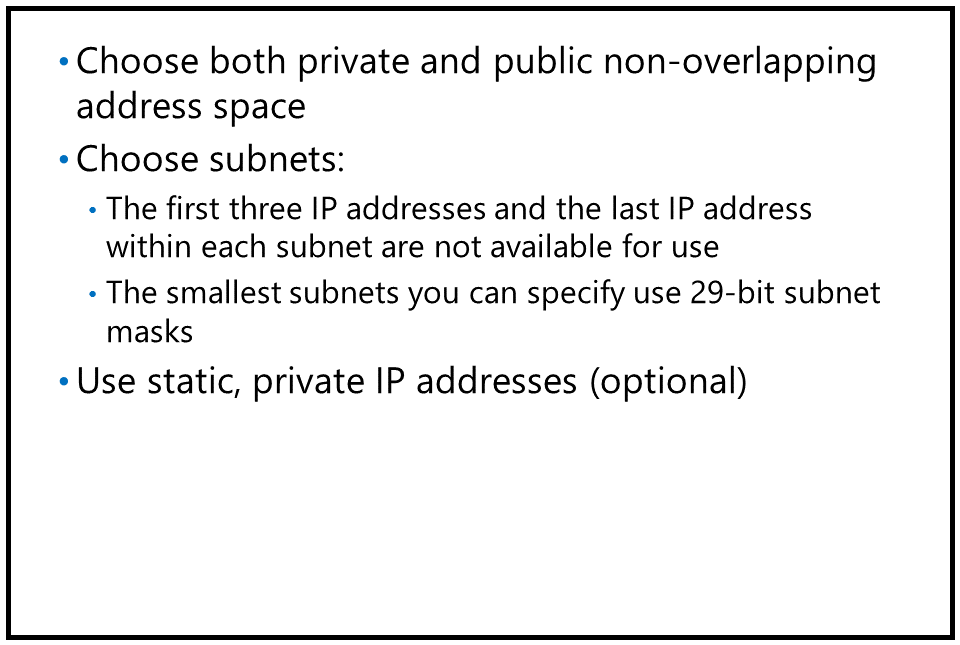 • Choose both private and public non-overlapping
address space
• Choose subnets:
• The first three IP addresses and the last IP address
within each subnet are not available for use
• The smallest subnets you can specify use 29-bit subnet
masks
• Use static, private IP addresses (optional)